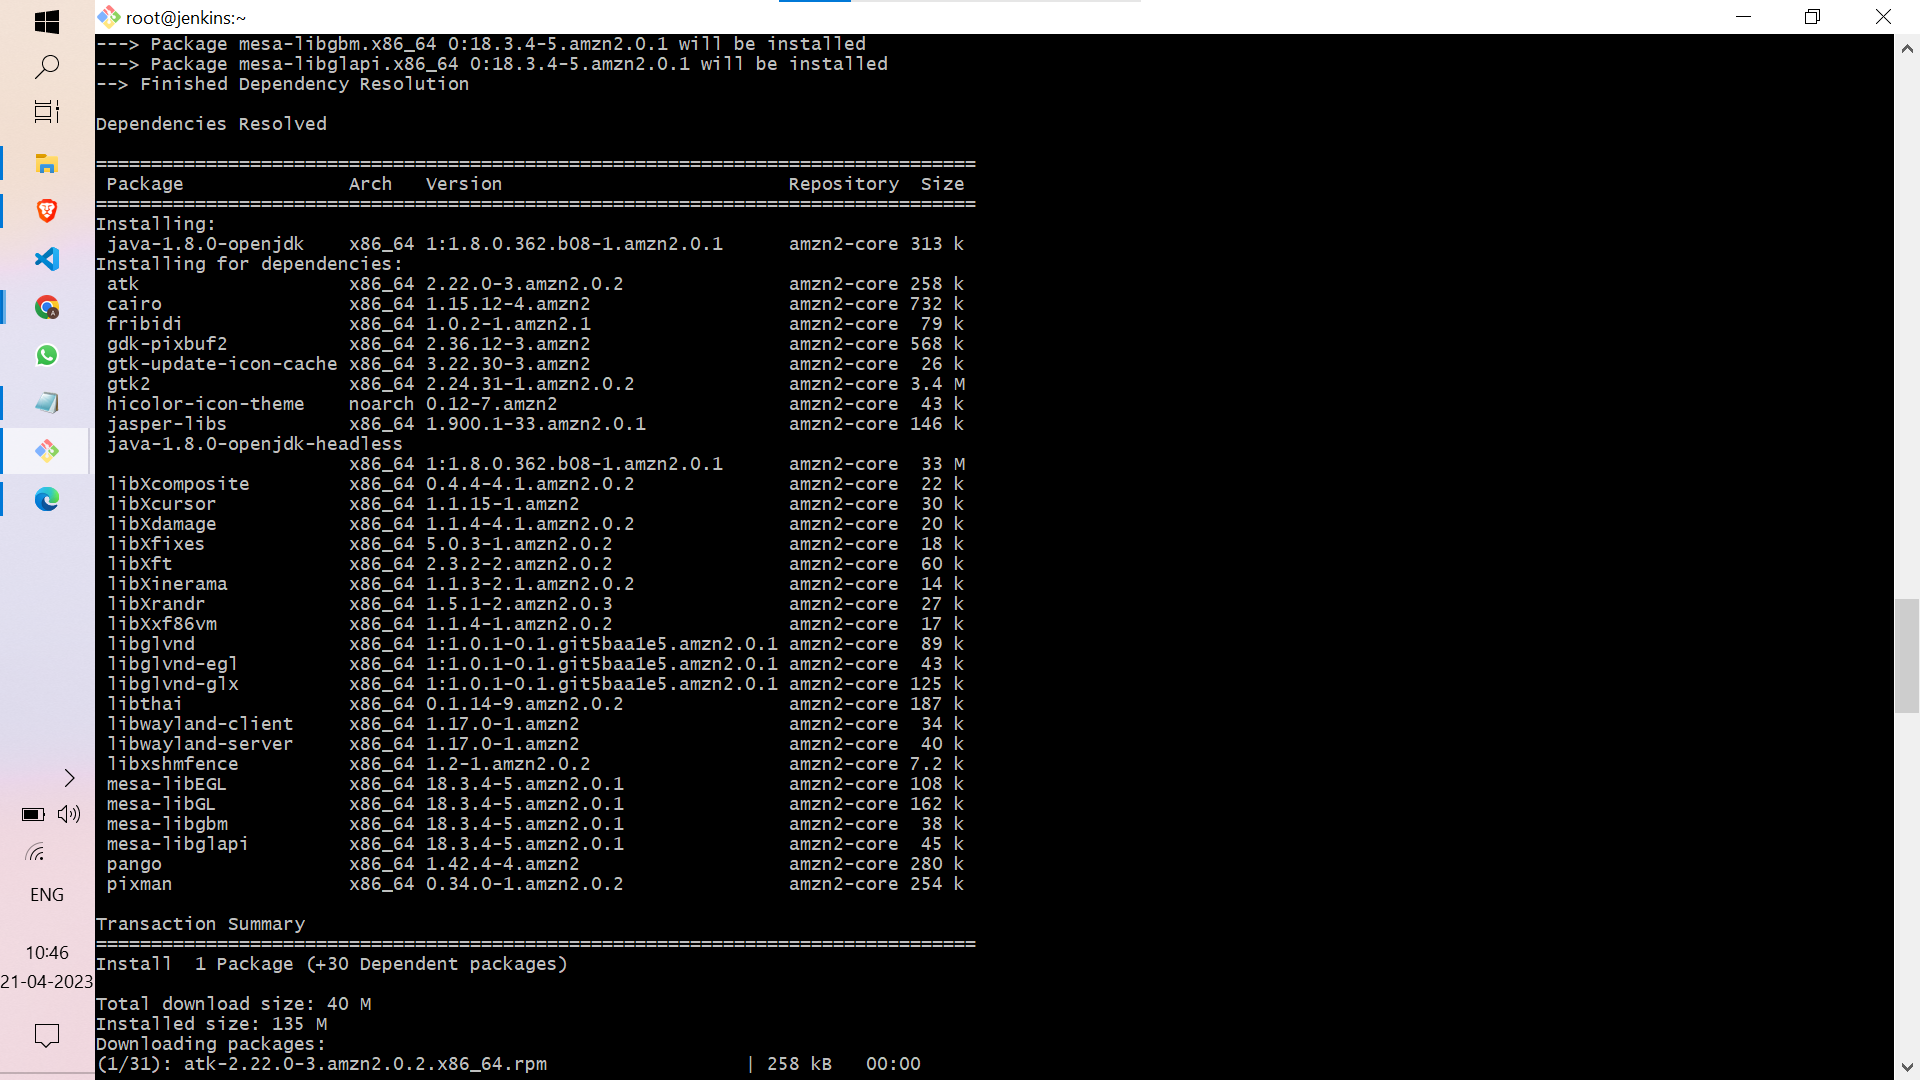 root@jenkins:~
---> Package mesa-libgbm.x86_64 0:18.3.4-5.amzn2.0.1 will be installed
---> Package mesa-libglapi.x86_64 0:18.3.4-5.amzn2.0.1 will be installed
--> Finished Dependency Resolution

Dependencies Resolved

================================================================================
 Package               Arch   Version                          Repository  Size
================================================================================
Installing:
 java-1.8.0-openjdk    x86_64 1:1.8.0.362.b08-1.amzn2.0.1      amzn2-core 313 k
Installing for dependencies:
 atk                   x86_64 2.22.0-3.amzn2.0.2               amzn2-core 258 k
 cairo                 x86_64 1.15.12-4.amzn2                  amzn2-core 732 k
 fribidi               x86_64 1.0.2-1.amzn2.1                  amzn2-core  79 k
 gdk-pixbuf2           x86_64 2.36.12-3.amzn2                  amzn2-core 568 k
 gtk-update-icon-cache x86_64 3.22.30-3.amzn2                  amzn2-core  26 k
 gtk2                  x86_64 2.24.31-1.amzn2.0.2              amzn2-core 3.4 M
 hicolor-icon-theme    noarch 0.12-7.amzn2                     amzn2-core  43 k
 jasper-libs           x86_64 1.900.1-33.amzn2.0.1             amzn2-core 146 k
 java-1.8.0-openjdk-headless
                       x86_64 1:1.8.0.362.b08-1.amzn2.0.1      amzn2-core  33 M
 libXcomposite         x86_64 0.4.4-4.1.amzn2.0.2              amzn2-core  22 k
 libXcursor            x86_64 1.1.15-1.amzn2                   amzn2-core  30 k
 libXdamage            x86_64 1.1.4-4.1.amzn2.0.2              amzn2-core  20 k
 libXfixes             x86_64 5.0.3-1.amzn2.0.2                amzn2-core  18 k
 libXft                x86_64 2.3.2-2.amzn2.0.2                amzn2-core  60 k
 libXinerama           x86_64 1.1.3-2.1.amzn2.0.2              amzn2-core  14 k
 libXrandr             x86_64 1.5.1-2.amzn2.0.3                amzn2-core  27 k
 libXxf86vm            x86_64 1.1.4-1.amzn2.0.2                amzn2-core  17 k
 libglvnd              x86_64 1:1.0.1-0.1.git5baa1e5.amzn2.0.1 amzn2-core  89 k
 libglvnd-egl          x86_64 1:1.0.1-0.1.git5baa1e5.amzn2.0.1 amzn2-core  43 k
 libglvnd-glx          x86_64 1:1.0.1-0.1.git5baa1e5.amzn2.0.1 amzn2-core 125 k
 libthai               x86_64 0.1.14-9.amzn2.0.2               amzn2-core 187 k
 libwayland-client     x86_64 1.17.0-1.amzn2                   amzn2-core  34 k
 libwayland-server     x86_64 1.17.0-1.amzn2                   amzn2-core  40 k
 libxshmfence          x86_64 1.2-1.amzn2.0.2                  amzn2-core 7.2 k
 mesa-libEGL           x86_64 18.3.4-5.amzn2.0.1               amzn2-core 108 k
 mesa-libGL            x86_64 18.3.4-5.amzn2.0.1               amzn2-core 162 k
 mesa-libgbm           x86_64 18.3.4-5.amzn2.0.1               amzn2-core  38 k
 mesa-libglapi         x86_64 18.3.4-5.amzn2.0.1               amzn2-core  45 k
 pango                 x86_64 1.42.4-4.amzn2                   amzn2-core 280 k
 pixman                x86_64 0.34.0-1.amzn2.0.2               amzn2-core 254 k

Transaction Summary
================================================================================
Install  1 Package (+30 Dependent packages)

Total download size: 40 M
Installed size: 135 M
Downloading packages:
(1/31): atk-2.22.0-3.amzn2.0.2.x86_64.rpm                  | 258 kB   00:00
ENG
10:46
21-04-2023